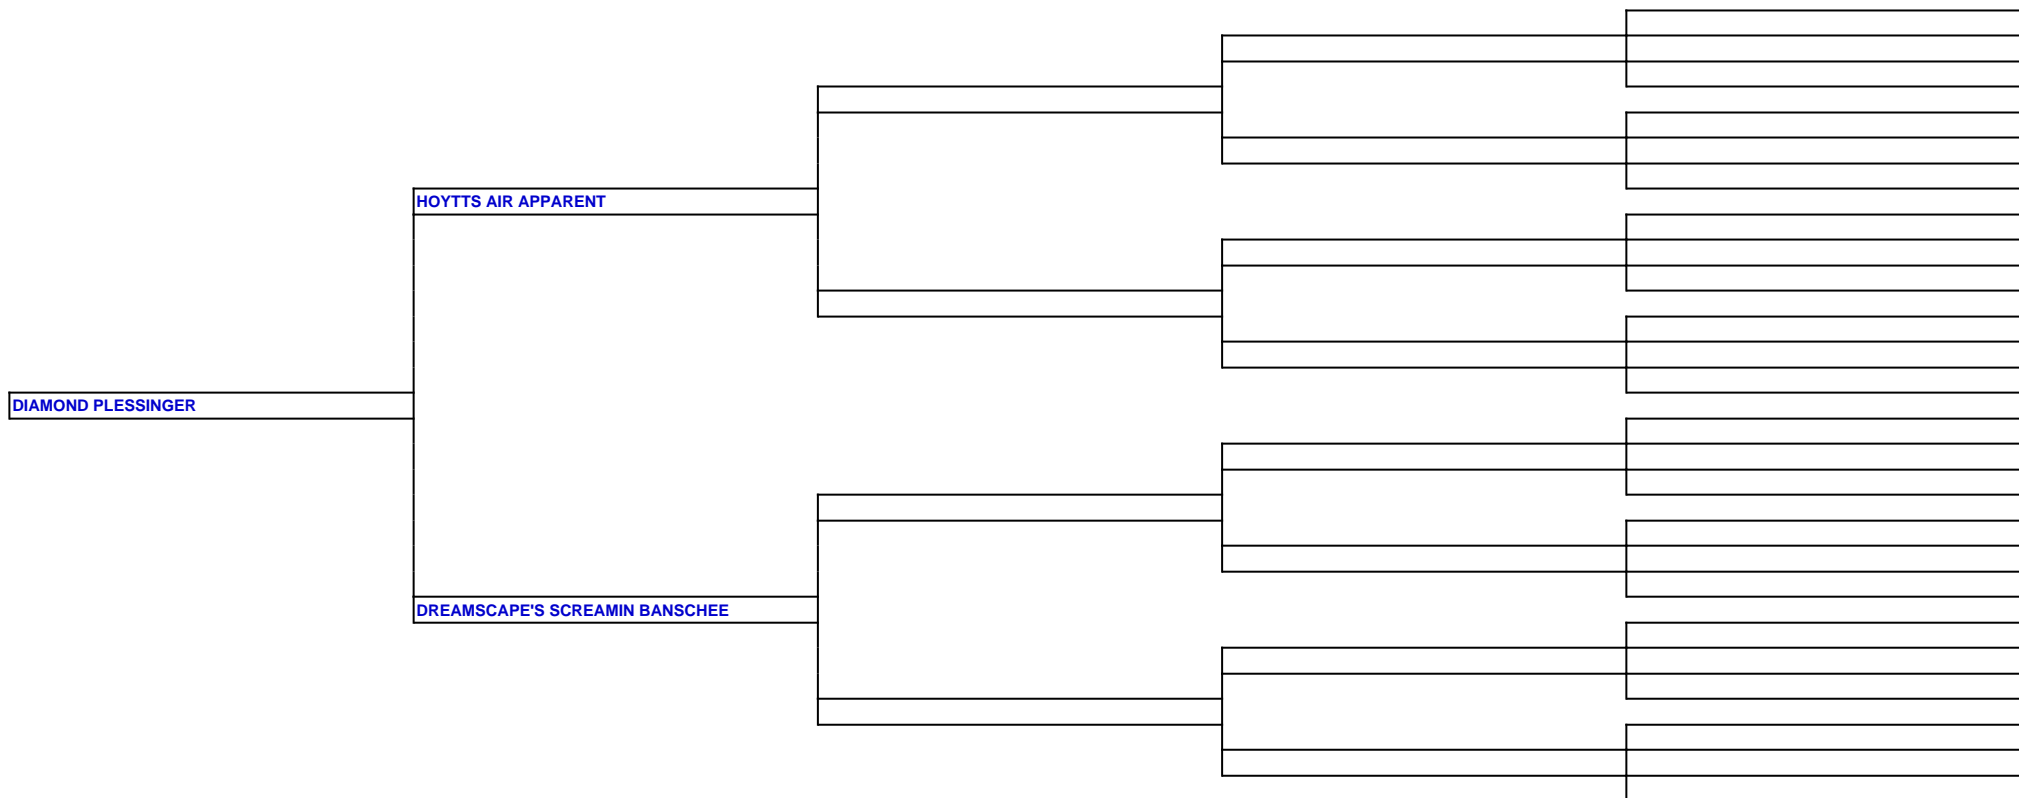 HOYTTS AIR APPARENT
DIAMOND PLESSINGER
DREAMSCAPE'S SCREAMIN BANSCHEE